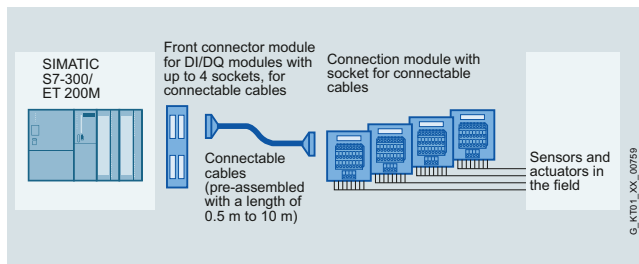 SIMATIC
S7-300/
ET 200M
Front connector module
for DI/DQ modules with
up to 4 sockets, for
connectable cables
Connectable
cables
(pre-assembled
with a length of
0.5 m to 10 m)
Connection module with
socket for connectable
cables
Sensors and
actuators in
the field
G_KT01_XX_00759